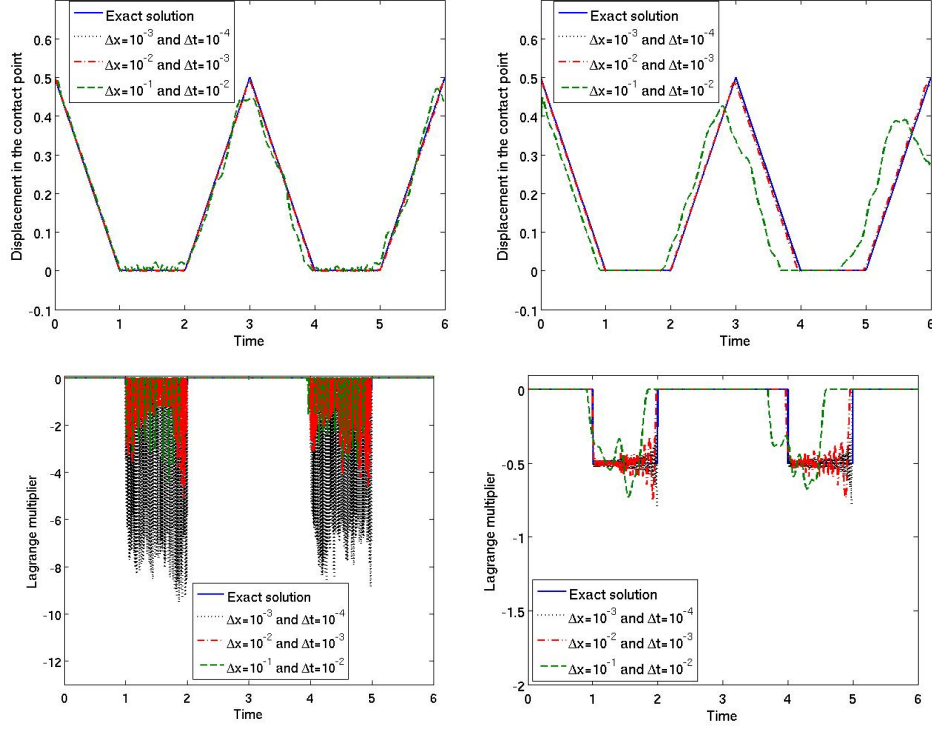 Exact solution
Δx=10⁻³ and Δt=10⁻⁴
Δx=10⁻² and Δt=10⁻³
Δx=10⁻¹ and Δt=10⁻²
Displacement in the contact point
0.6
0.5
0.4
0.3
0.2
0.1
0
-0.1
0 1 2 3 4 5 6
Time
Exact solution
Δx=10⁻³ and Δt=10⁻⁴
Δx=10⁻² and Δt=10⁻³
Δx=10⁻¹ and Δt=10⁻²
Displacement in the contact point
0.6
0.5
0.4
0.3
0.2
0.1
0
-0.1
0 1 2 3 4 5 6
Time
Lagrange multiplier
0
-2
-4
-6
-8
-10
-12
Exact solution
Δx=10⁻³ and Δt=10⁻⁴
Δx=10⁻² and Δt=10⁻³
Δx=10⁻¹ and Δt=10⁻²
0 1 2 3 4 5 6
Time
Lagrange multiplier
0
-0.5
-1
-1.5
-2
Exact solution
Δx=10⁻³ and Δt=10⁻⁴
Δx=10⁻² and Δt=10⁻³
Δx=10⁻¹ and Δt=10⁻²
0 1 2 3 4 5 6
Time